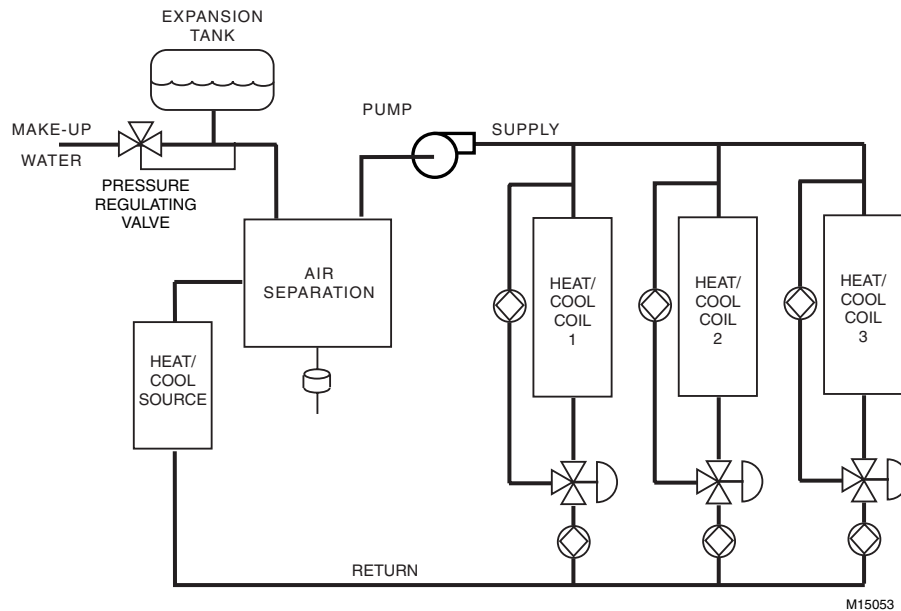 EXPANSION
TANK
PUMP
MAKE-UP
WATER
SUPPLY
PRESSURE
REGULATING
VALVE
AIR
SEPARATION
HEAT/
COOL
SOURCE
HEAT/
COOL
COIL
1
HEAT/
COOL
COIL
2
HEAT/
COOL
COIL
3
RETURN
M15053